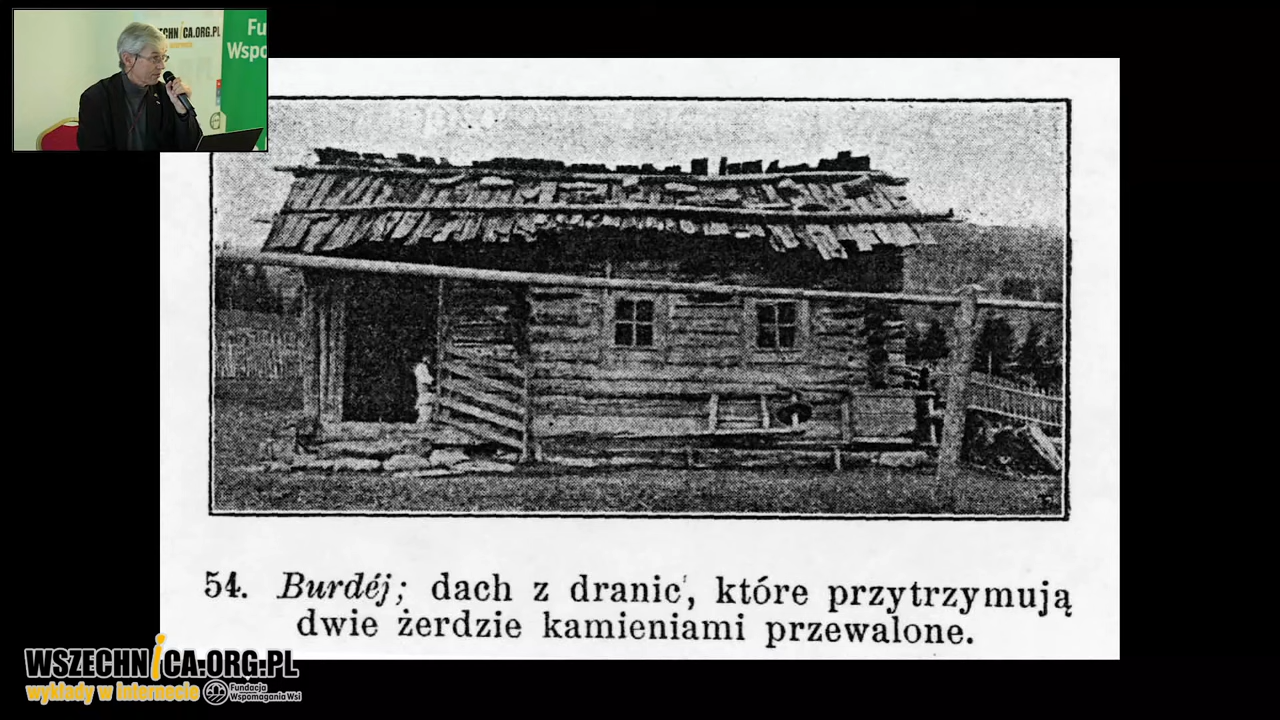 WSZECHNICA.ORG.PL
Fu
Wspo
54. Burdéj; dach z dranic, które przytrzymują
dwie żerdzie kamieniami przewalone.
WSZECHNICA.ORG.PL
wykłady w internecie
Fundacja
Wspomagania Wsi